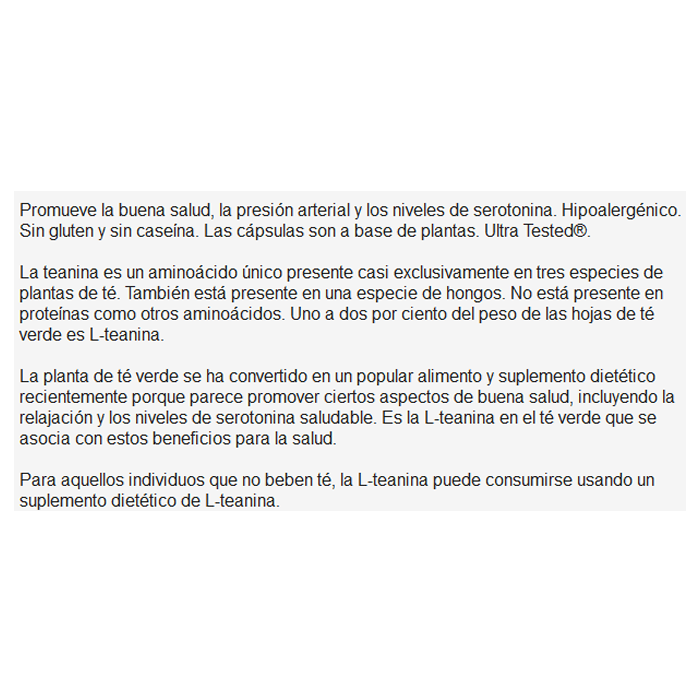 Promueve la buena salud, la presión arterial y los niveles de serotonina. Hipoalergénico.
Sin gluten y sin caseína. Las cápsulas son a base de plantas. Ultra Tested®.
La teanina es un aminoácido único presente casi exclusivamente en tres especies de
plantas de té. También está presente en una especie de hongos. No está presente en
proteínas como otros aminoácidos. Uno a dos por ciento del peso de las hojas de té
verde es L-teanina.
La planta de té verde se ha convertido en un popular alimento y suplemento dietético
recientemente porque parece promover ciertos aspectos de buena salud, incluyendo la
relajación y los niveles de serotonina saludable. Es la L-teanina en el té verde que se
asocia con estos beneficios para la salud.
Para aquellos individuos que no beben té, la L-teanina puede consumirse usando un
suplemento dietético de L-teanina.